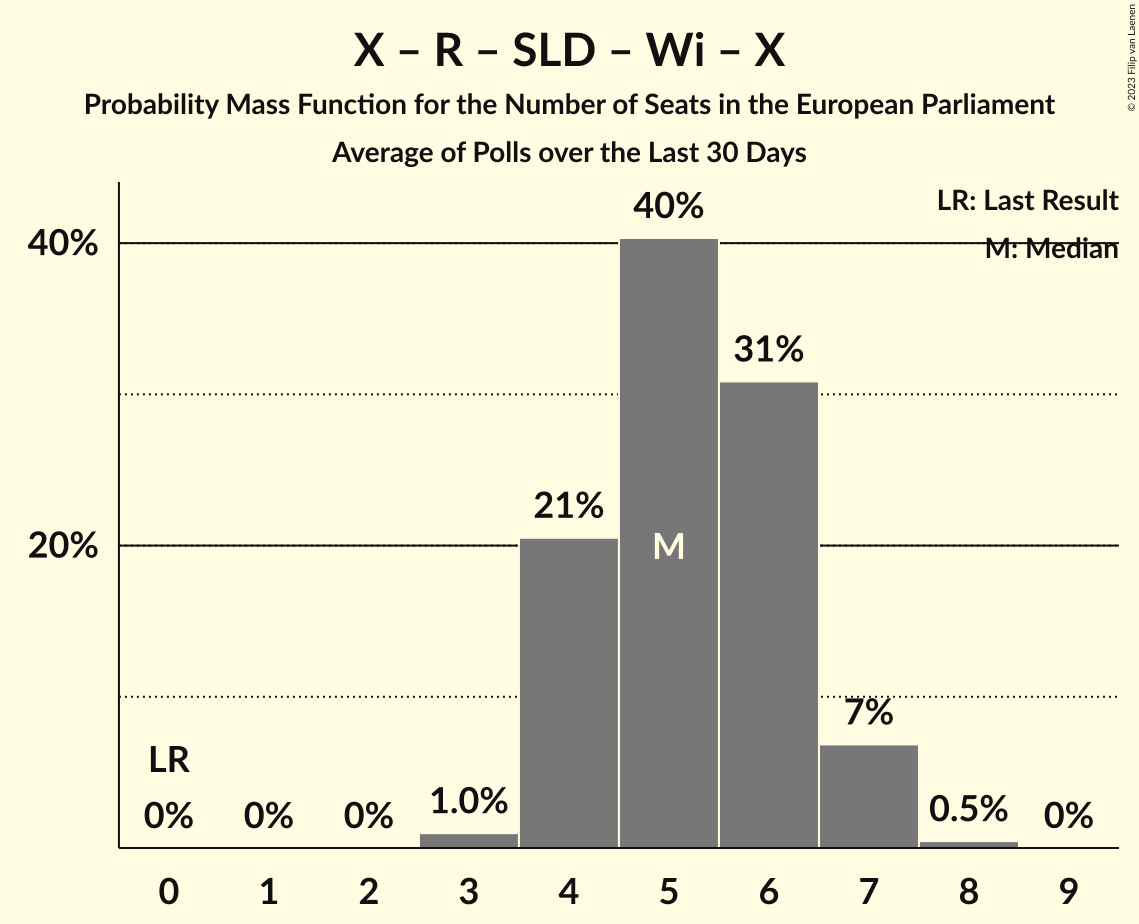 X – R – SLD – Wi – X
Probability Mass Function for the Number of Seats in the European Parliament
Average of Polls over the Last 30 Days
© 2023 Filip van Laenen
LR: Last Result
M: Median
40%
20%
LR
0%
0%
0%
1.0%
21%
40%
M
31%
7%
0.5%
0%
0 1 2 3 4 5 6 7 8 9